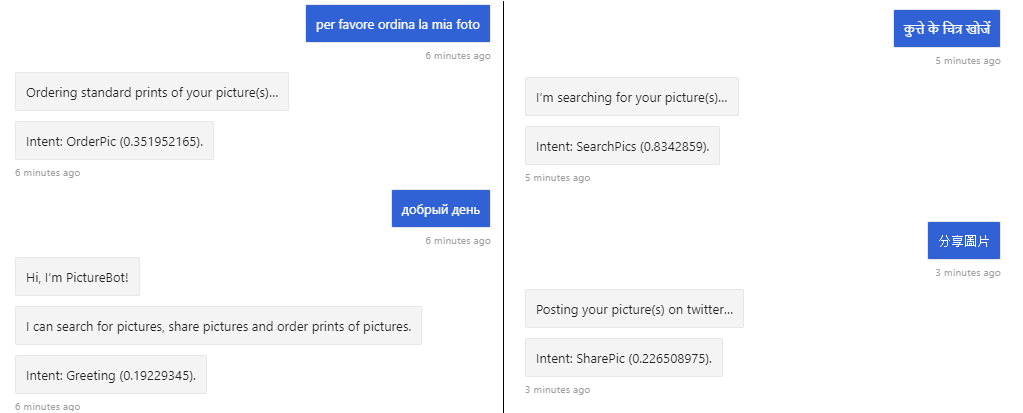 per favore ordina la mia foto
6 minutes ago
Ordering standard prints of your picture(s)...
Intent: OrderPic (0.351952165).
6 minutes ago
добрый день
6 minutes ago
Hi, I'm PictureBot!
I can search for pictures, share pictures and order prints of pictures.
Intent: Greeting (0.19229345).
6 minutes ago
कुत्ते के चित्र खोजें
5 minutes ago
I'm searching for your picture(s)...
Intent: SearchPics (0.8342859).
5 minutes ago
分享圖片
3 minutes ago
Posting your picture(s) on twitter...
Intent: SharePic (0.226508975).
3 minutes ago